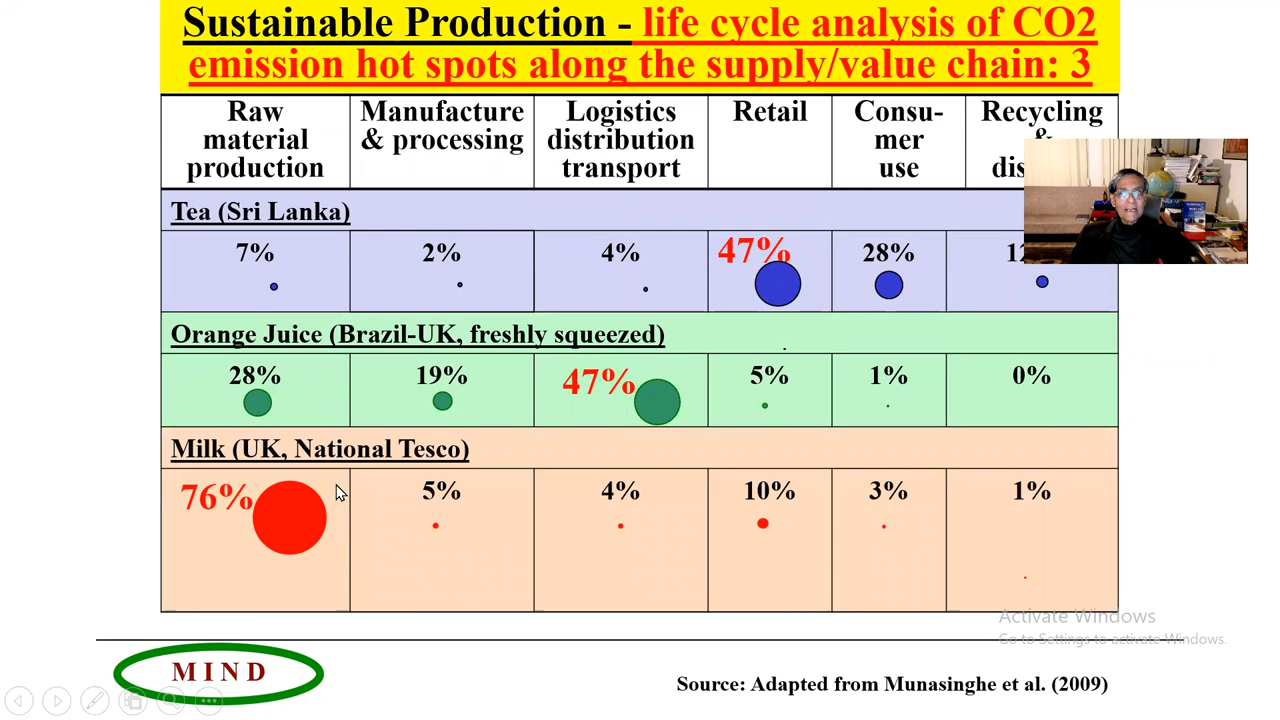 Sustainable Production - life cycle analysis of CO2
emission hot spots along the supply/value chain: 3
Raw
material
production
Manufacture
& processing
Logistics
distribution
transport
Retail
Consu-
mer
use
Recycling
&
Tea (Sri Lanka)
7% 2% 4% 47% 28%
Orange Juice (Brazil-UK, freshly squeezed)
28% 19% 47% 5% 1% 0%
Milk (UK, National Tesco)
76% 5% 4% 10% 3% 1%
Activate Windows
Go to Settings to activate Windows.
MIND
Source: Adapted from Munasinghe et al. (2009)